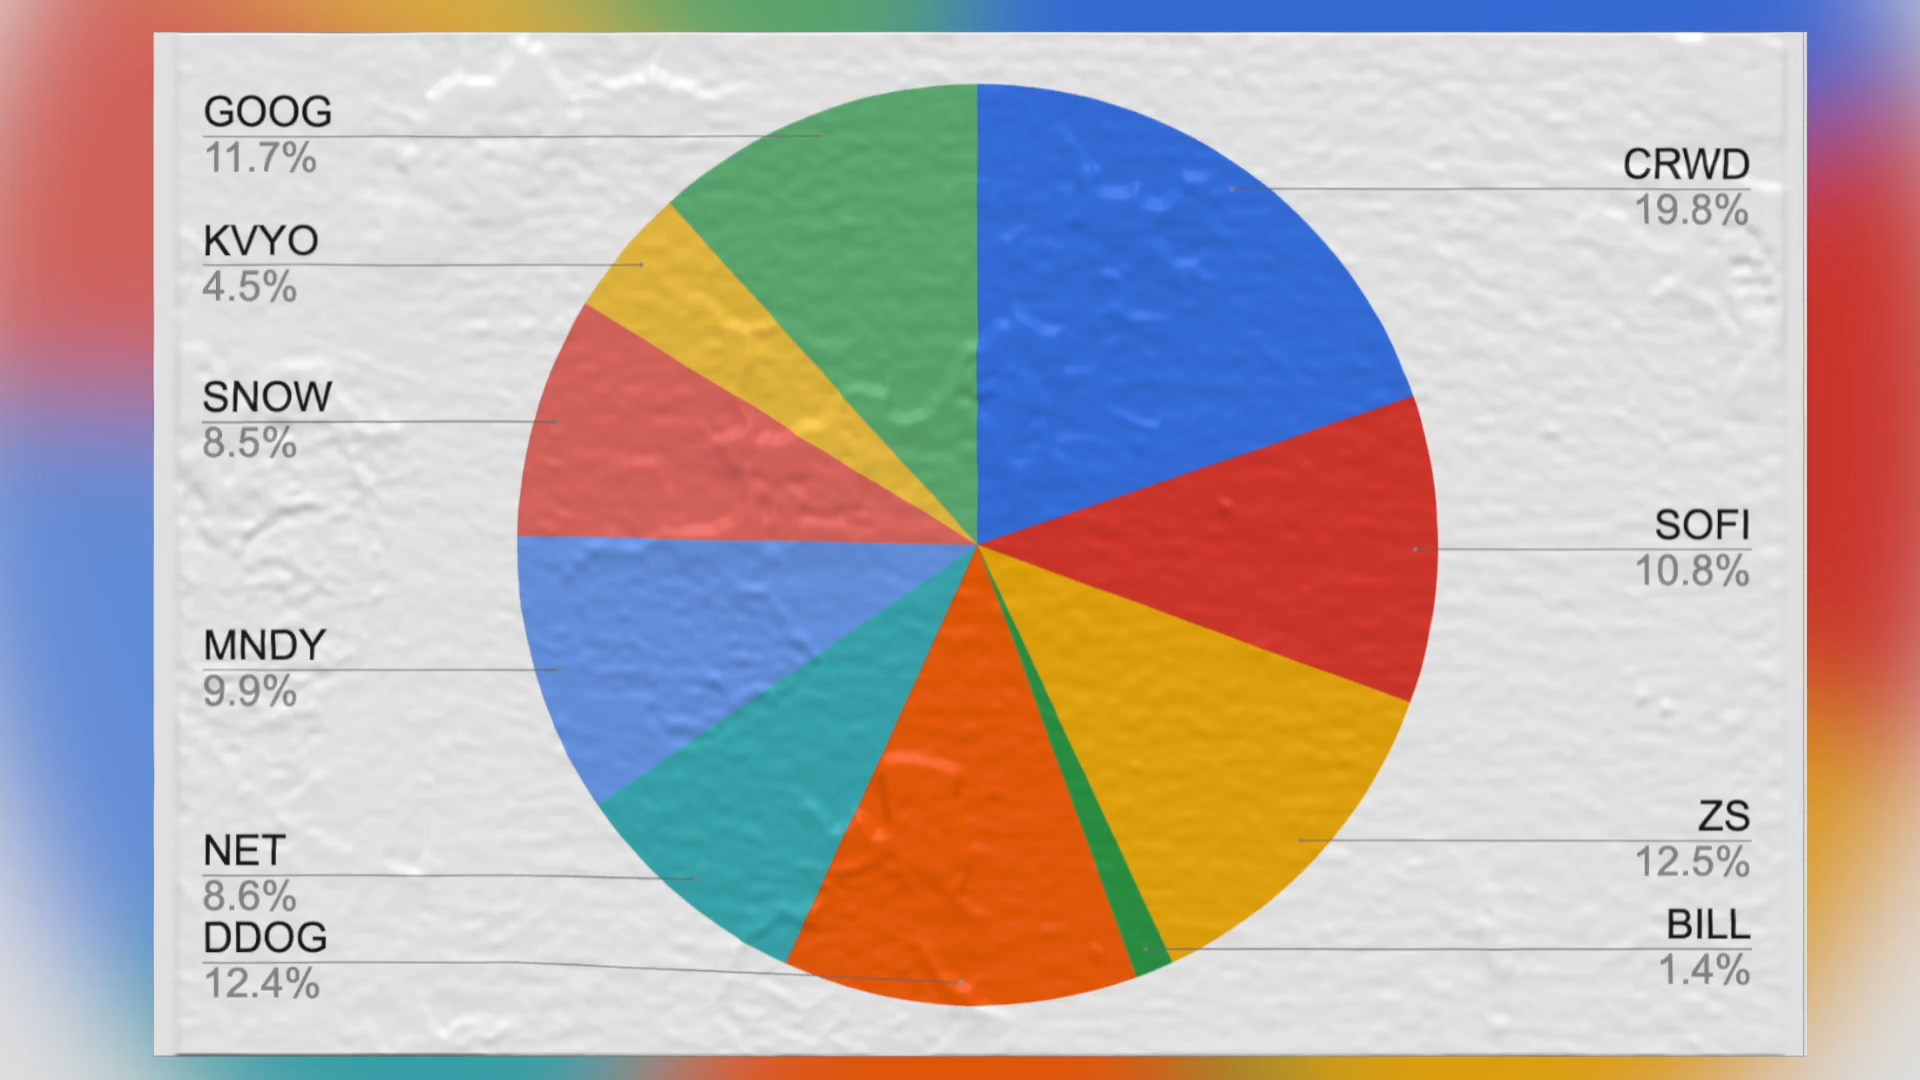 GOOG
11.7%
KVYO
4.5%
SNOW
8.5%
MNDY
9.9%
NET
8.6%
DDOG
12.4%
CRWD
19.8%
SOFI
10.8%
ZS
12.5%
BILL
1.4%